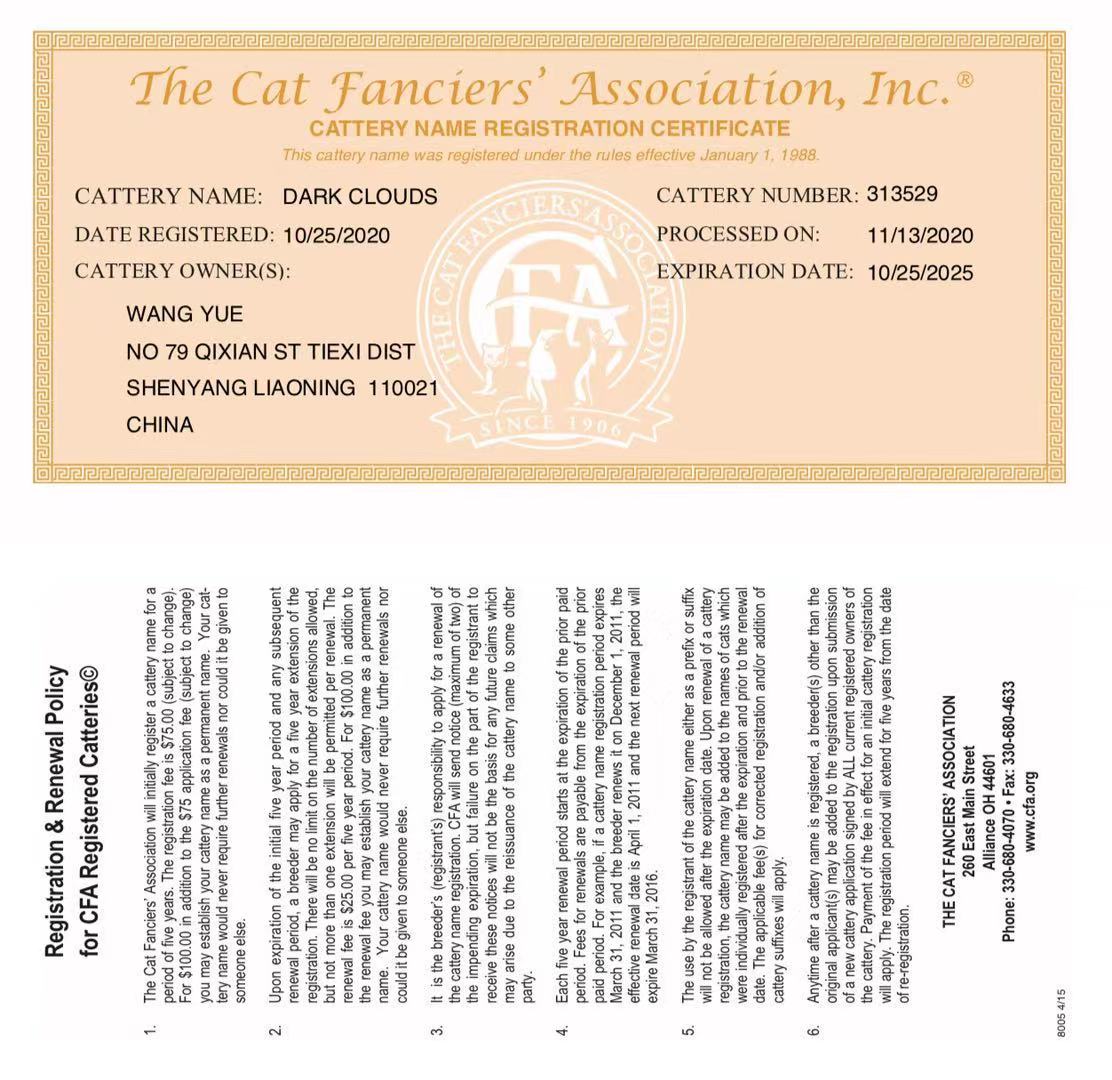 The Cat Fanciers' Association, Inc.®
CATTERY NAME REGISTRATION CERTIFICATE
This cattery name was registered under the rules effective January 1, 1988.
CATTERY NAME: DARK CLOUDS
CATTERY NUMBER: 313529
DATE REGISTERED: 10/25/2020
PROCESSED ON: 11/13/2020
CATTERY OWNER(S):
EXPIRATION DATE: 10/25/2025
WANG YUE
NO 79 QIXIAN ST TIEXI DIST
SHENYANG LIAONING 110021
CHINA
THE CAT FANCIERS' ASSOCIATION
CFA
SINCE 1906
Registration & Renewal Policy
for CFA Registered Catteries©
1. The Cat Fanciers' Association will initially register a cattery name for a
period of five years. The registration fee is $75.00 (subject to change).
For $100.00 in addition to the $75 application fee (subject to change)
you may establish your cattery name as a permanent name. Your cat-
tery name would never require further renewals nor could it be given to
someone else.
2. Upon expiration of the initial five year period and any subsequent
renewal period, a breeder may apply for a five year extension of the
registration. There will be no limit on the number of extensions allowed,
but not more than one extension will be permitted per renewal. The
renewal fee is $25.00 per five year period. For $100.00 in addition to
the renewal fee you may establish your cattery name as a permanent
name. Your cattery name would never require further renewals nor
could it be given to someone else.
3. It is the breeder's (registrant's) responsibility to apply for a renewal of
the cattery name registration. CFA will send notice (maximum of two) of
the impending expiration, but failure on the part of the registrant to
receive these notices will not be the basis for any future claims which
may arise due to the reissuance of the cattery name to some other
party.
4. Each five year renewal period starts at the expiration of the prior paid
period. Fees for renewals are payable from the expiration of the prior
paid period. For example, if a cattery name registration period expires
March 31, 2011 and the breeder renews it on December 1, 2011, the
effective renewal date is April 1, 2011 and the next renewal period will
expire March 31, 2016.
5. The use by the registrant of the cattery name either as a prefix or suffix
will not be allowed after the expiration date. Upon renewal of a cattery
registration, the cattery name may be added to the names of cats which
were individually registered after the expiration and prior to the renewal
date. The applicable fee(s) for corrected registration and/or addition of
cattery suffixes will apply.
6. Anytime after a cattery name is registered, a breeder(s) other than the
original applicant(s) may be added to the registration upon submission
of a new cattery application signed by ALL current registered owners of
the cattery. Payment of the fee in effect for an initial cattery registration
will apply. The registration period will extend for five years from the date
of re-registration.
THE CAT FANCIERS' ASSOCIATION
260 East Main Street
Alliance OH 44601
Phone: 330-680-4070 • Fax: 330-680-4633
www.cfa.org
8005 4/15